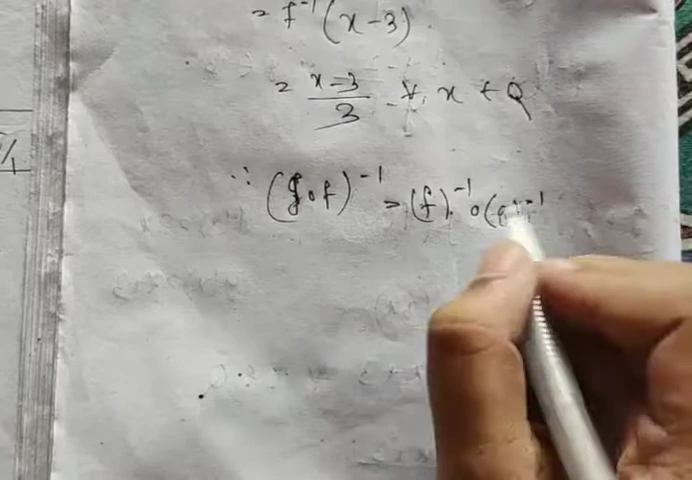 = f⁻¹(x-3)
= x-3/3 ∀ x ∈ Q
∴ (gof)⁻¹ = (f)⁻¹ o (g)⁻¹